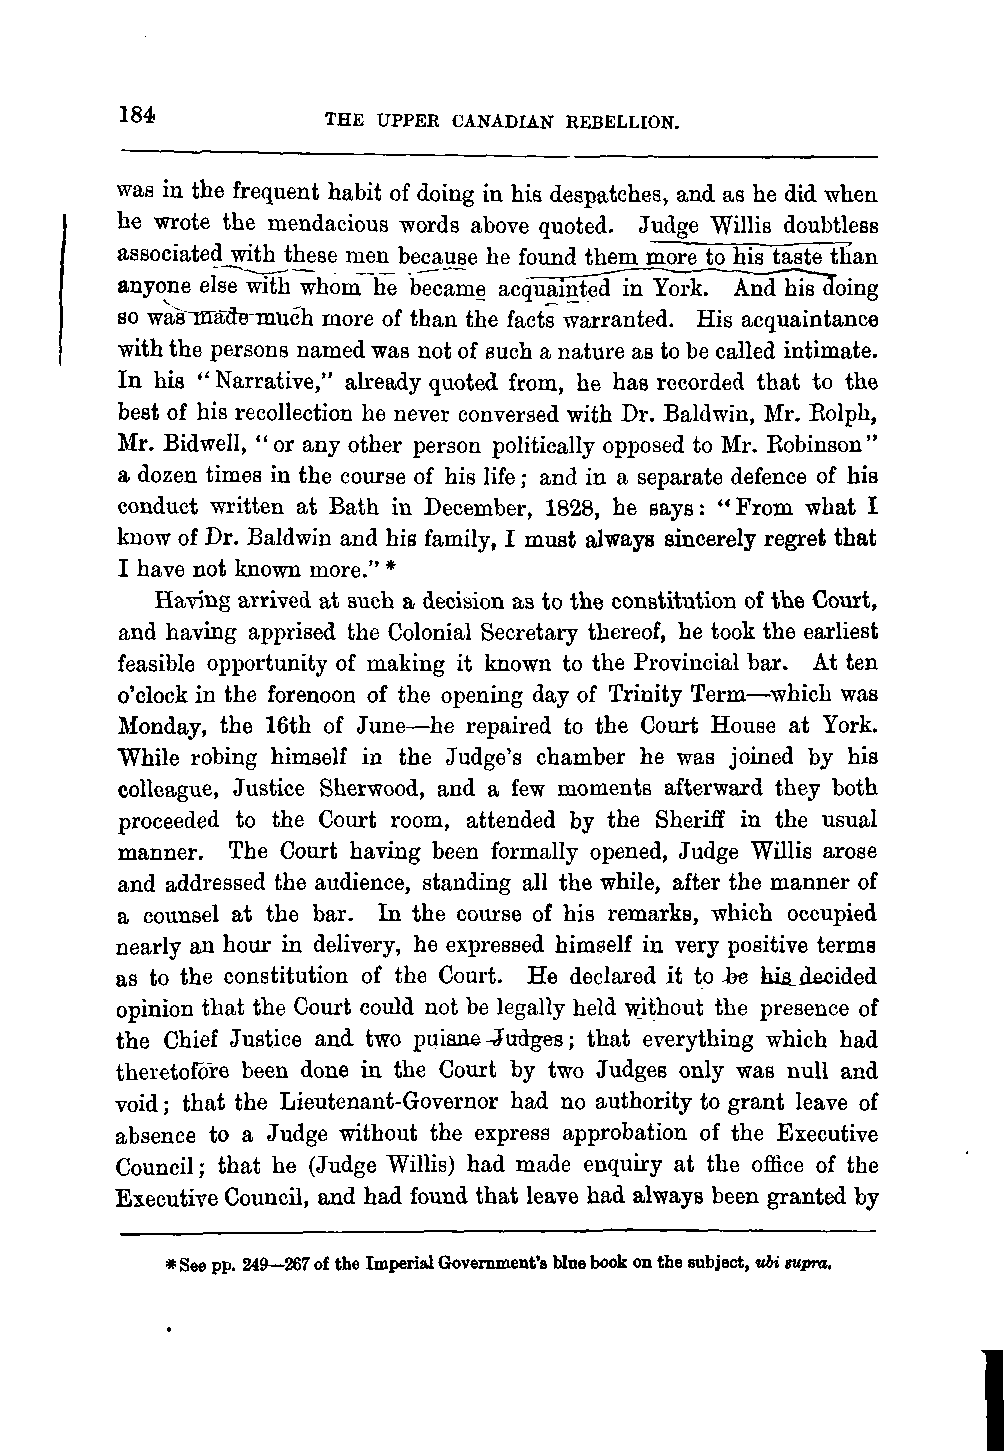 184
THE UPPER CANADIAN REBELLION.
was in the frequent habit of doing in his despatches, and as he did when
he wrote the mendacious words above quoted. Judge Willis doubtless
associated with these men because he found them more to his taste than
anyone else with whom he became acquainted in York. And his doing
so was made much more of than the facts warranted. His acquaintance
with the persons named was not of such a nature as to be called intimate.
In his “Narrative,” already quoted from, he has recorded that to the
best of his recollection he never conversed with Dr. Baldwin, Mr. Rolph,
Mr. Bidwell, “or any other person politically opposed to Mr. Robinson”
a dozen times in the course of his life; and in a separate defence of his
conduct written at Bath in December, 1828, he says: “From what I
know of Dr. Baldwin and his family, I must always sincerely regret that
I have not known more.” *
Having arrived at such a decision as to the constitution of the Court,
and having apprised the Colonial Secretary thereof, he took the earliest
feasible opportunity of making it known to the Provincial bar. At ten
o’clock in the forenoon of the opening day of Trinity Term—which was
Monday, the 16th of June—he repaired to the Court House at York.
While robing himself in the Judge’s chamber he was joined by his
colleague, Justice Sherwood, and a few moments afterward they both
proceeded to the Court room, attended by the Sheriff in the usual
manner. The Court having been formally opened, Judge Willis arose
and addressed the audience, standing all the while, after the manner of
a counsel at the bar. In the course of his remarks, which occupied
nearly an hour in delivery, he expressed himself in very positive terms
as to the constitution of the Court. He declared it to be his decided
opinion that the Court could not be legally held without the presence of
the Chief Justice and two puisne Judges; that everything which had
theretofore been done in the Court by two Judges only was null and
void; that the Lieutenant-Governor had no authority to grant leave of
absence to a Judge without the express approbation of the Executive
Council; that he (Judge Willis) had made enquiry at the office of the
Executive Council, and had found that leave had always been granted by
* See pp. 249—267 of the Imperial Government’s blue book on the subject, ubi supra.